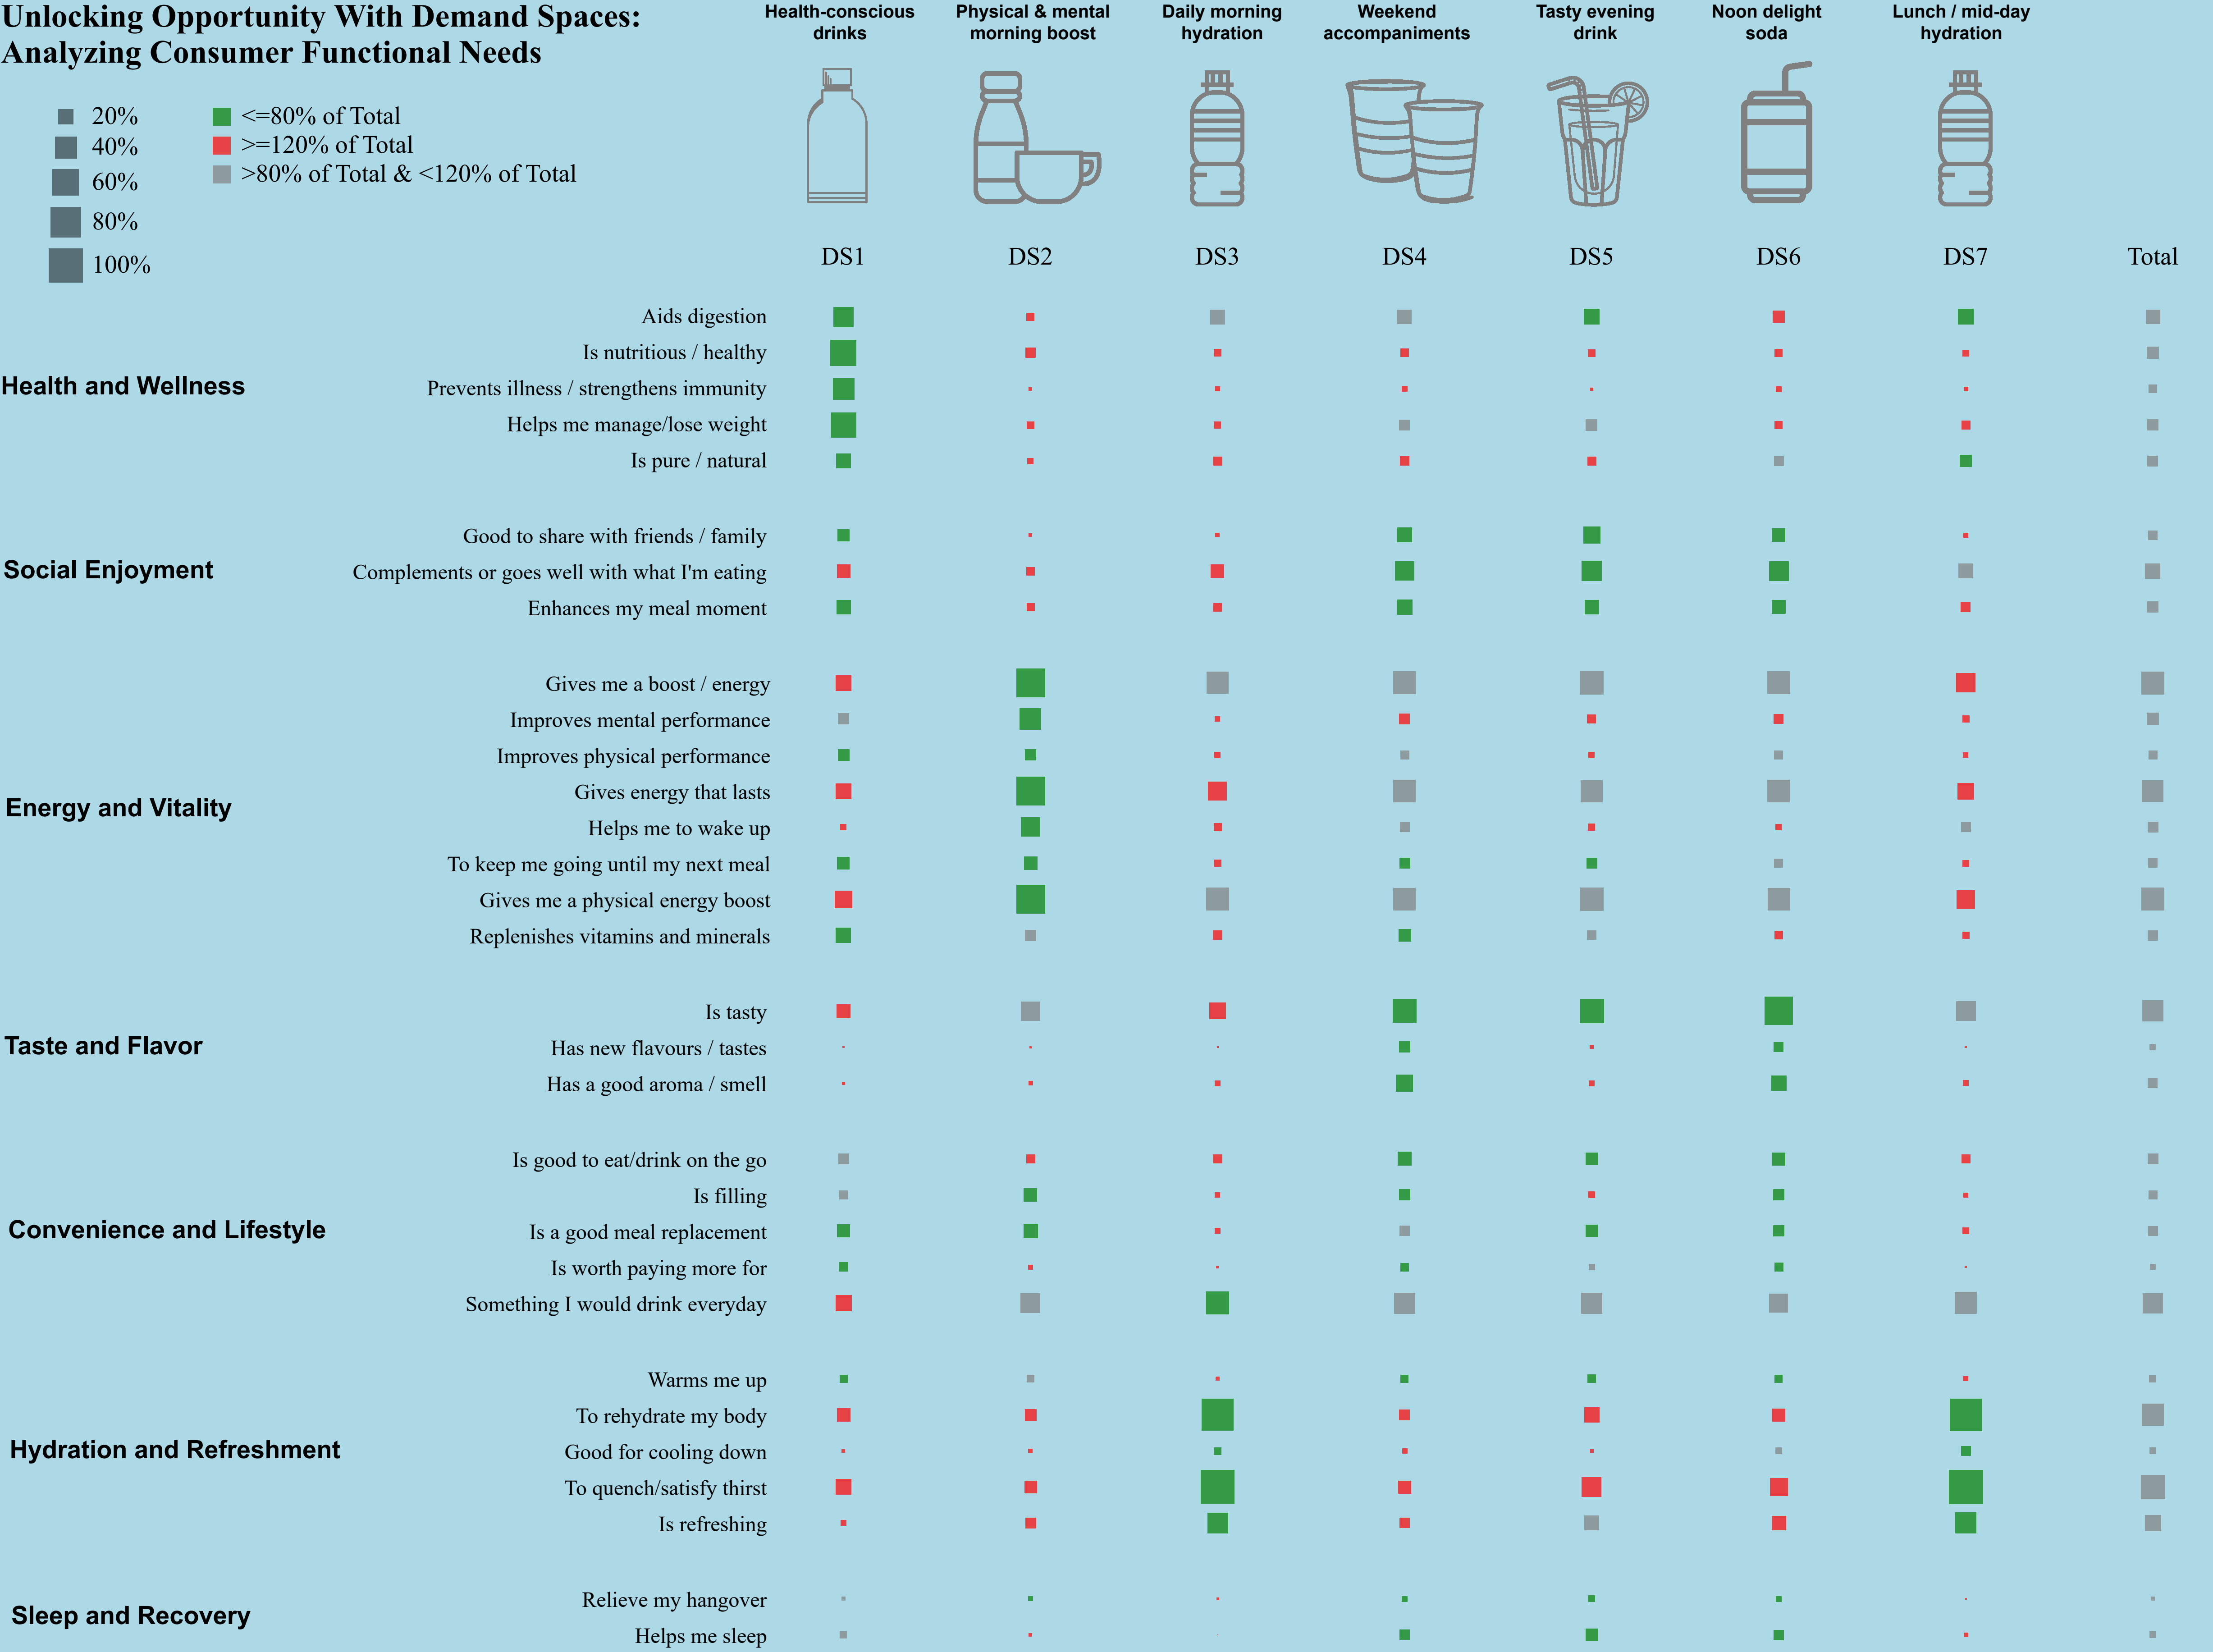 Unlocking Opportunity With Demand Spaces:
Analyzing Consumer Functional Needs
20%
40%
60%
80%
100%
<=80% of Total
>=120% of Total
>80% of Total & <120% of Total
Health-conscious
drinks
Physical & mental
morning boost
Daily morning
hydration
Weekend
accompaniments
Tasty evening
drink
Noon delight
soda
Lunch / mid-day
hydration
DS1 DS2 DS3 DS4 DS5 DS6 DS7 Total
Health and Wellness
Aids digestion
Is nutritious / healthy
Prevents illness / strengthens immunity
Helps me manage/lose weight
Is pure / natural
Social Enjoyment
Good to share with friends / family
Complements or goes well with what I'm eating
Enhances my meal moment
Energy and Vitality
Gives me a boost / energy
Improves mental performance
Improves physical performance
Gives energy that lasts
Helps me to wake up
To keep me going until my next meal
Gives me a physical energy boost
Replenishes vitamins and minerals
Taste and Flavor
Is tasty
Has new flavours / tastes
Has a good aroma / smell
Convenience and Lifestyle
Is good to eat/drink on the go
Is filling
Is a good meal replacement
Is worth paying more for
Something I would drink everyday
Hydration and Refreshment
Warms me up
To rehydrate my body
Good for cooling down
To quench/satisfy thirst
Is refreshing
Sleep and Recovery
Relieve my hangover
Helps me sleep